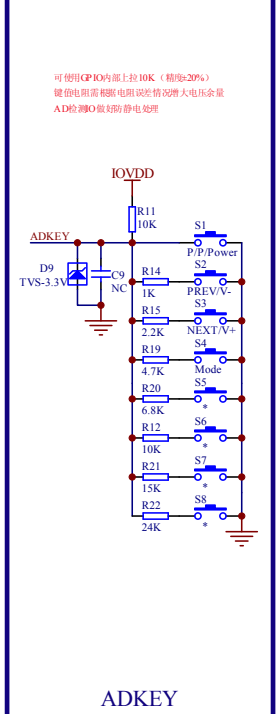 可使用GPIO内部上拉10K（精度±20%）
键值电阻需根据电阻误差情况增大电压余量
AD检测IO做好防静电处理
IOVDD
R11
10K
ADKEY
S1
P/P/Power
D9
TVS-3.3V
C9
NC
R14
1K
S2
PREV/V-
R15
2.2K
S3
NEXT/V+
R19
4.7K
S4
Mode
R20
6.8K
S5
*
R12
10K
S6
*
R21
15K
S7
*
R22
24K
S8
*
ADKEY